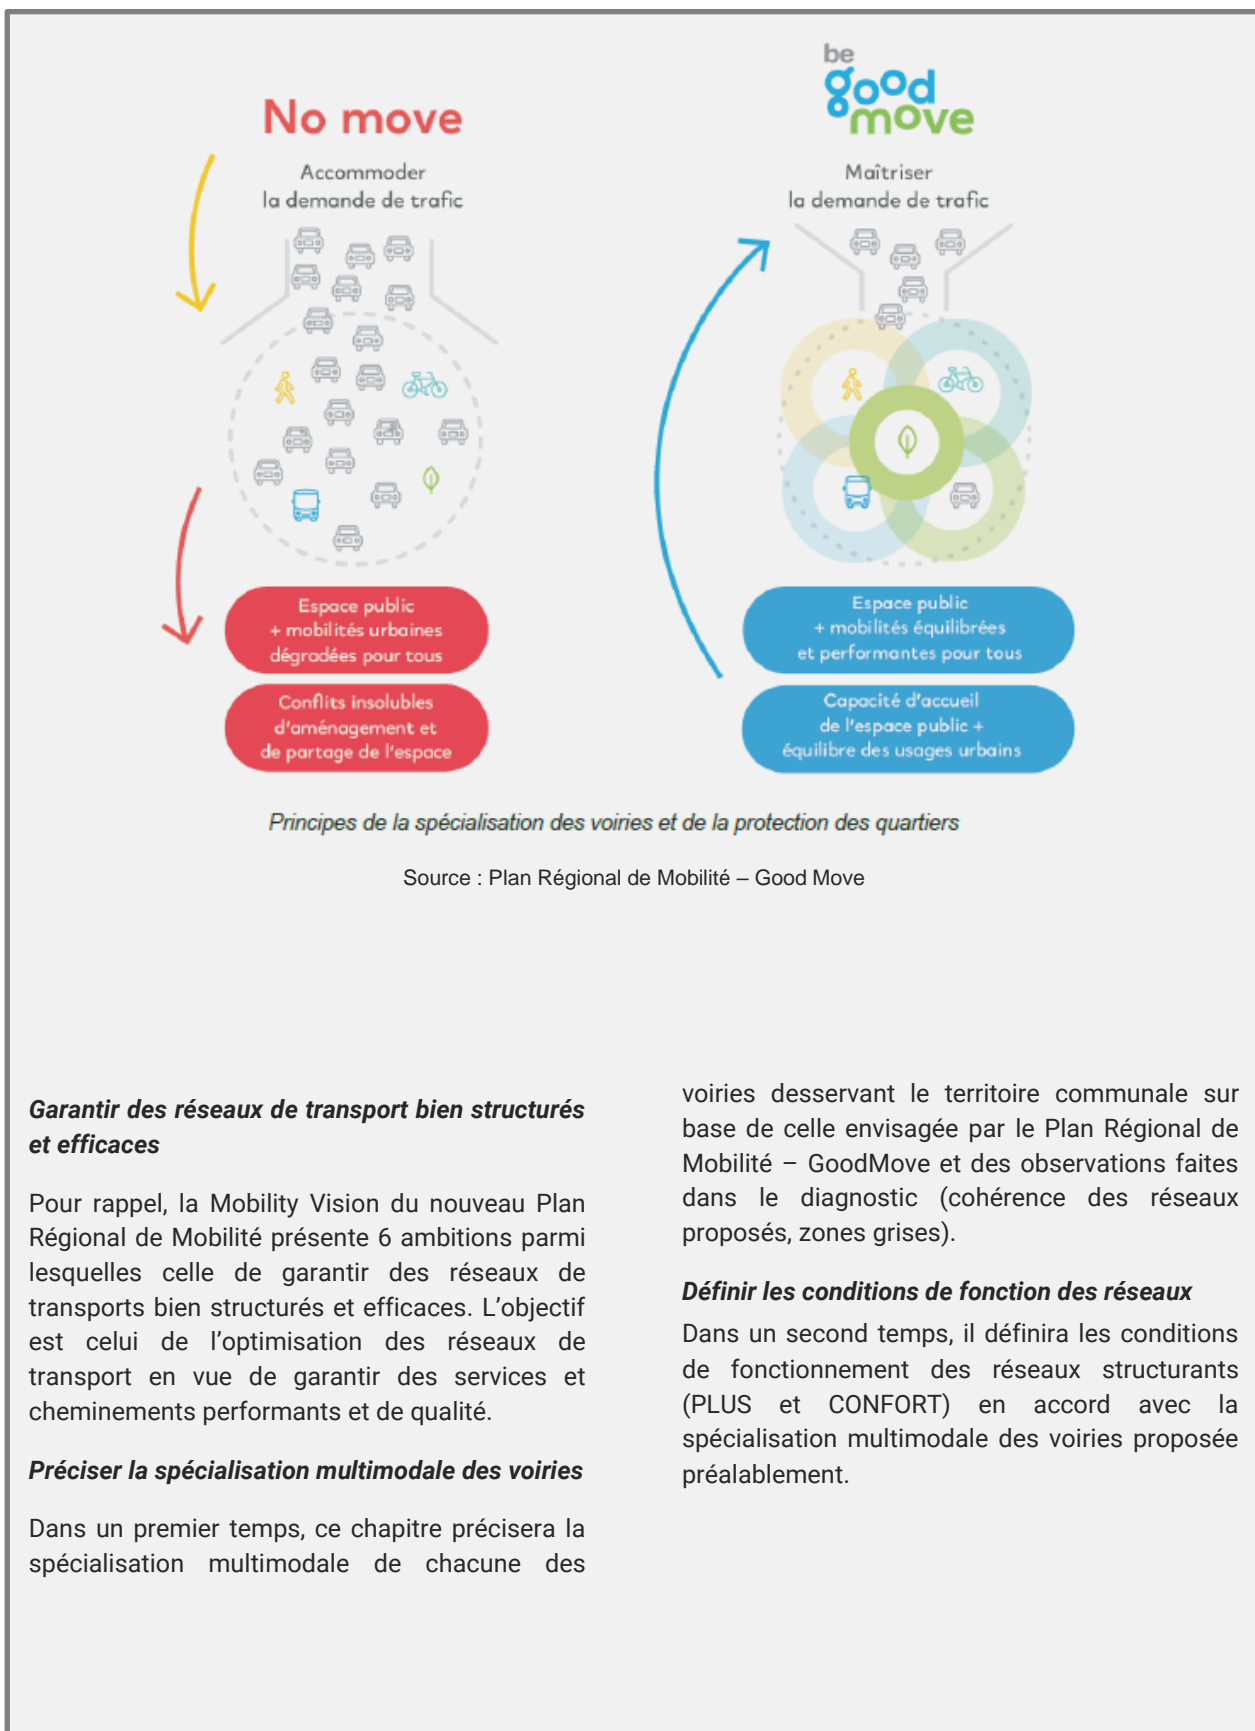 No move
Accommoder
la demande de trafic
Espace public
+ mobilités urbaines
dégradées pour tous
Conflits insolubles
d'aménagement et
de partage de l'espace
be
good
move
Maîtriser
la demande de trafic
Espace public
+ mobilités équilibrées
et performantes pour tous
Capacité d'accueil
de l'espace public +
équilibre des usages urbains
Principes de la spécialisation des voiries et de la protection des quartiers
Source : Plan Régional de Mobilité – Good Move
Garantir des réseaux de transport bien structurés
et efficaces
Pour rappel, la Mobility Vision du nouveau Plan
Régional de Mobilité présente 6 ambitions parmi
lesquelles celle de garantir des réseaux de
transports bien structurés et efficaces. L'objectif
est celui de l'optimisation des réseaux de
transport en vue de garantir des services et
cheminements performants et de qualité.
Préciser la spécialisation multimodale des voiries
Dans un premier temps, ce chapitre précisera la
spécialisation multimodale de chacune des
voiries desservant le territoire communale sur
base de celle envisagée par le Plan Régional de
Mobilité – GoodMove et des observations faites
dans le diagnostic (cohérence des réseaux
proposés, zones grises).
Définir les conditions de fonction des réseaux
Dans un second temps, il définira les conditions
de fonctionnement des réseaux structurants
(PLUS et CONFORT) en accord avec la
spécialisation multimodale des voiries proposée
préalablement.